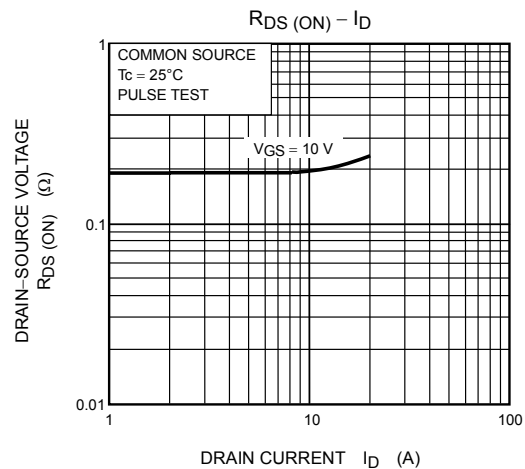 RDS (ON) – ID
COMMON SOURCE
Tc = 25°C
PULSE TEST
VGS = 10 V
DRAIN–SOURCE VOLTAGE
RDS (ON) (Ω)
1
0.1
0.01
1
10
100
DRAIN CURRENT ID (A)